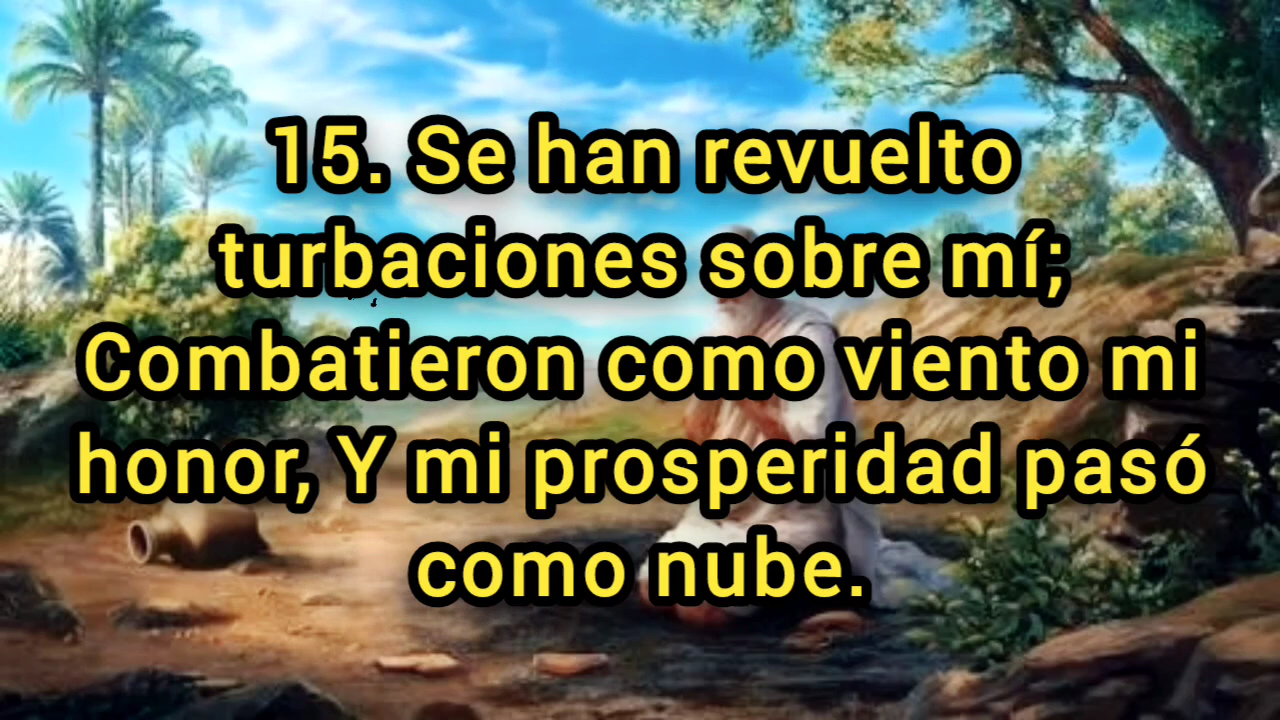 15. Se han revuelto
turbaciones sobre mí;
Combatieron como viento mi
honor, Y mi prosperidad pasó
como nube.